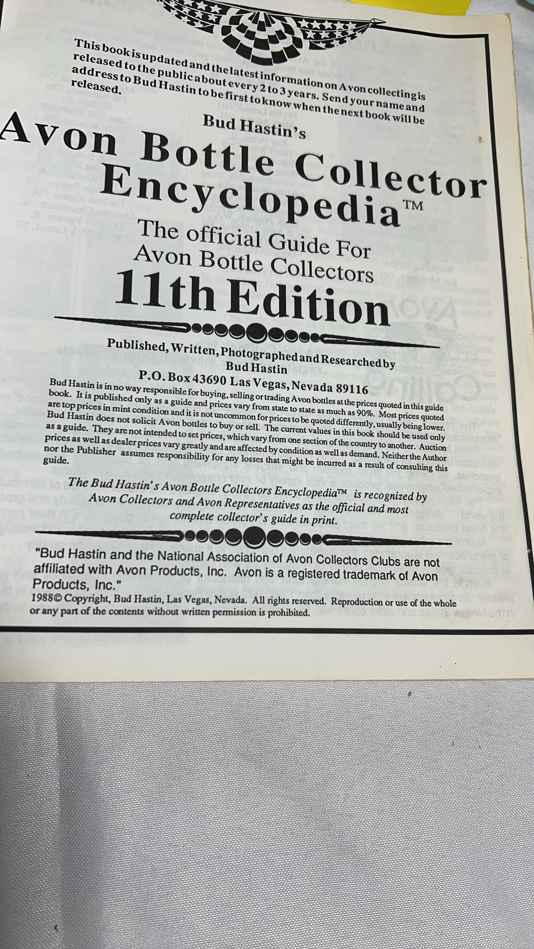 This book is updated and the latest information on Avon collecting is
released to the public about every 2 to 3 years. Send your name and
address to Bud Hastin to be first to know when the next book will be
released.
Bud Hastin's
Avon Bottle Collector
Encyclopedia™
The official Guide For
Avon Bottle Collectors
11th Edition
Published, Written, Photographed and Researched by
Bud Hastin
P.O. Box 43690 Las Vegas, Nevada 89116
Bud Hastin is in no way responsible for buying, selling or trading Avon bottles at the prices quoted in this guide
book. It is published only as a guide and prices vary from state to state as much as 90%. Most prices quoted
are top prices in mint condition and it is not uncommon for prices to be quoted differently, usually being lower.
Bud Hastin does not solicit Avon bottles to buy or sell. The current values in this book should be used only
as a guide. They are not intended to set prices, which vary from one section of the country to another. Auction
prices as well as dealer prices vary greatly and are affected by condition as well as demand. Neither the Author
nor the Publisher assumes responsibility for any losses that might be incurred as a result of consulting this
guide.
The Bud Hastin's Avon Bottle Collectors Encyclopedia™ is recognized by
Avon Collectors and Avon Representatives as the official and most
complete collector's guide in print.
"Bud Hastin and the National Association of Avon Collectors Clubs are not
affiliated with Avon Products, Inc. Avon is a registered trademark of Avon
Products, Inc."
1988© Copyright, Bud Hastin, Las Vegas, Nevada. All rights reserved. Reproduction or use of the whole
or any part of the contents without written permission is prohibited.